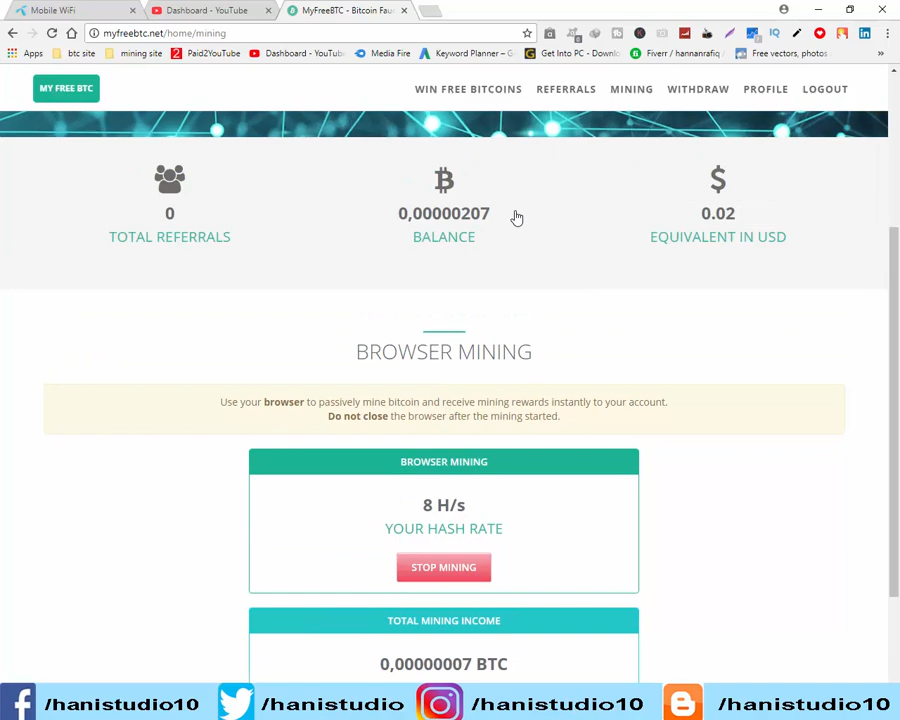 Mobile WiFi
Dashboard - YouTube
MyFreeBTC - Bitcoin Fau
myfreebtc.net/home/mining
Apps
btc site
mining site
Paid2YouTube
Dashboard - YouTu
Media Fire
Keyword Planner – G
Get Into PC - Downl
Fiverr / hannanrafiq /
Free vectors, photos
»
MY FREE BTC
WIN FREE BITCOINS
REFERRALS
MINING
WITHDRAW
PROFILE
LOGOUT
0
TOTAL REFERRALS
0,00000207
BALANCE
0.02
EQUIVALENT IN USD
BROWSER MINING
Use your browser to passively mine bitcoin and receive mining rewards instantly to your account.
Do not close the browser after the mining started.
BROWSER MINING
8 H/s
YOUR HASH RATE
STOP MINING
TOTAL MINING INCOME
0,00000007 BTC
/hanistudio10
/hanistudio
/hanistudio10
/hanistudio10